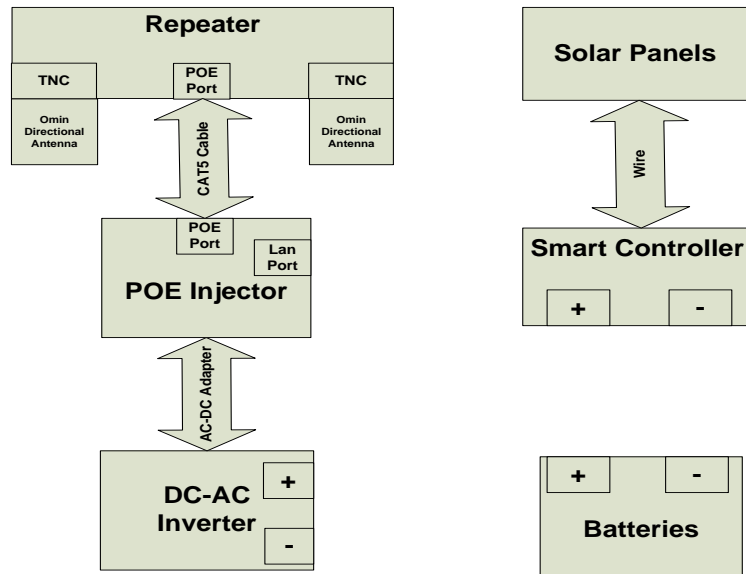 Repeater
TNC
POE
Port
TNC
Omin
Directional
Antenna
Omin
Directional
Antenna
CAT5 Cable
POE
Port
Lan
Port
POE Injector
AC-DC Adapter
DC-AC
Inverter
+
-
Solar Panels
Wire
Smart Controller
+
-
+
-
Batteries